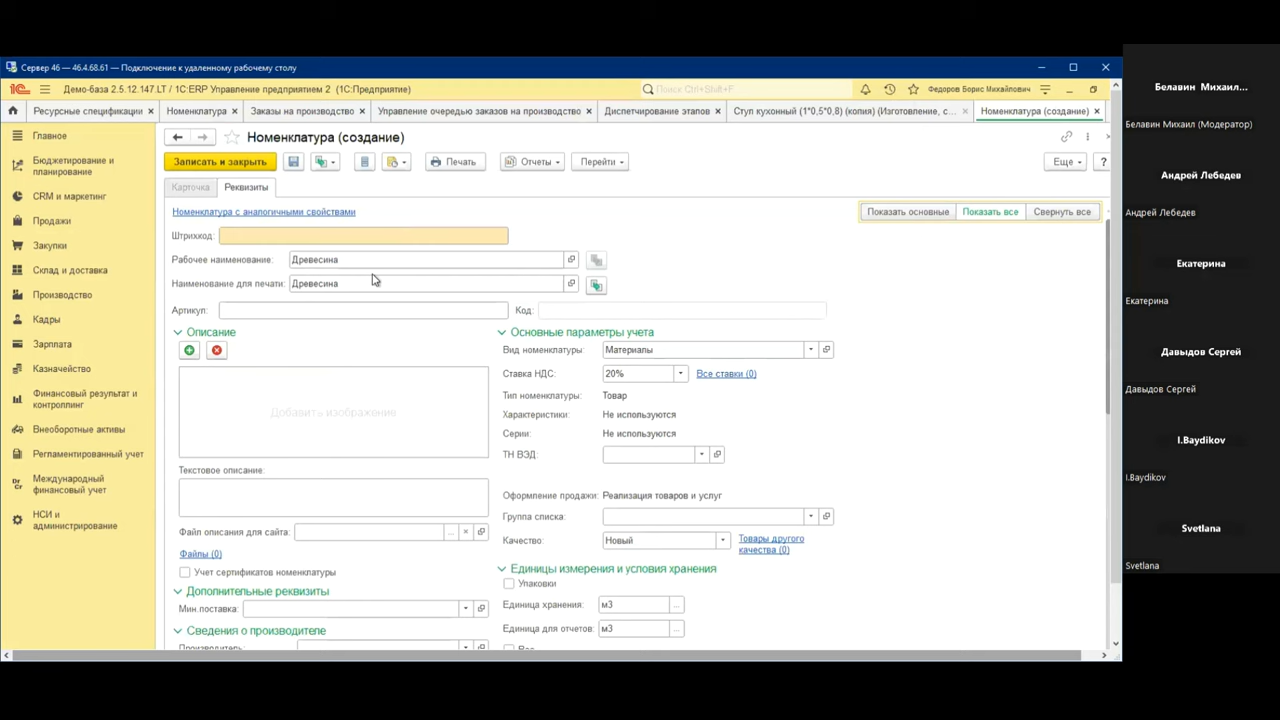 Сервер 46 — 46.4.68.61 — Подключение к удаленному рабочему столу
Демо-база 2.5.12.147.LT / 1С:ERP Управление предприятием 2 (1С:Предприятие)
Поиск Ctrl+Shift+F
Федоров Борис Михайлович
Ресурсные спецификации
Номенклатура
Заказы на производство
Управление очередью заказов на производство
Диспетчирование этапов
Стул кухонный (1*0,5*0,8) (копия) (Изготовление, с...
Номенклатура (создание)
Главное
Бюджетирование и
планирование
CRM и маркетинг
Продажи
Закупки
Склад и доставка
Производство
Кадры
Зарплата
Казначейство
Финансовый результат и
контроллинг
Внеоборотные активы
Регламентированный учет
Международный
финансовый учет
НСИ и
администрирование
Номенклатура (создание)
Записать и закрыть
Печать
Отчеты
Перейти
Еще
?
Карточка
Реквизиты
Номенклатура с аналогичными свойствами
Показать основные
Показать все
Свернуть все
Штрихкод:
Рабочее наименование: Древесина
Наименование для печати: Древесина
Артикул:
Код:
Описание
Добавить изображение
Текстовое описание:
Файл описания для сайта:
Файлы (0)
Учет сертификатов номенклатуры
Дополнительные реквизиты
Мин.поставка:
Сведения о производителе
Производитель:
Основные параметры учета
Вид номенклатуры: Материалы
Ставка НДС: 20% Все ставки (0)
Тип номенклатуры: Товар
Характеристики: Не используются
Серии: Не используются
ТН ВЭД:
Оформление продажи: Реализация товаров и услуг
Группа списка:
Качество: Новый
Товары другого
качества (0)
Единицы измерения и условия хранения
Упаковки
Единица хранения: м3
Единица для отчетов: м3
Вес
Белавин Михаил...
Белавин Михаил (Модератор)
Андрей Лебедев
Андрей Лебедев
Екатерина
Екатерина
Давыдов Сергей
Давыдов Сергей
I.Baydikov
I.Baydikov
Svetlana
Svetlana